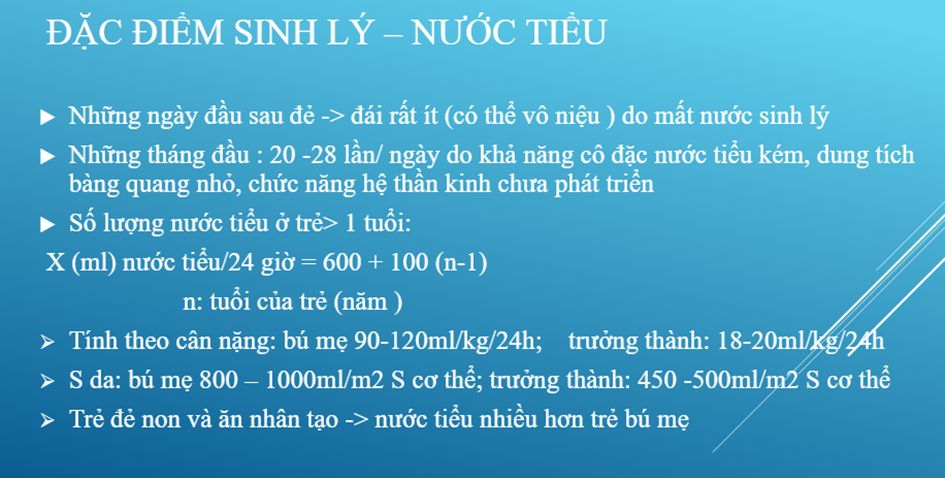 ĐẶC ĐIỂM SINH LÝ – NƯỚC TIỂU
Những ngày đầu sau đẻ -> đái rất ít (có thể vô niệu ) do mất nước sinh lý
Những tháng đầu : 20 -28 lần/ ngày do khả năng cô đặc nước tiểu kém, dung tích
bàng quang nhỏ, chức năng hệ thần kinh chưa phát triển
Số lượng nước tiểu ở trẻ> 1 tuổi:
X (ml) nước tiểu/24 giờ = 600 + 100 (n-1)
n: tuổi của trẻ (năm )
Tính theo cân nặng: bú mẹ 90-120ml/kg/24h; trưởng thành: 18-20ml/kg/24h
S da: bú mẹ 800 – 1000ml/m2 S cơ thể; trưởng thành: 450 -500ml/m2 S cơ thể
Trẻ đẻ non và ăn nhân tạo -> nước tiểu nhiều hơn trẻ bú mẹ